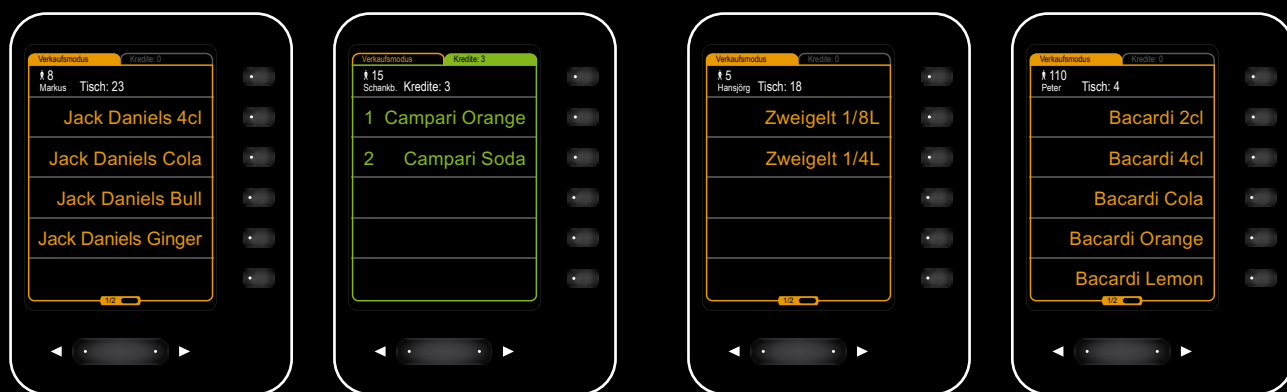 Verkaufsmodus Kredite: 0
8
Markus Tisch: 23
Jack Daniels 4cl
Jack Daniels Cola
Jack Daniels Bull
Jack Daniels Ginger
1/2
Verkaufsmodus Kredite: 3
15
Schankb. Kredite: 3
1 Campari Orange
2 Campari Soda
Verkaufsmodus Kredite: 0
5
Hansjörg Tisch: 18
Zweigelt 1/8L
Zweigelt 1/4L
1/2
Verkaufsmodus Kredite: 0
110
Peter Tisch: 4
Bacardi 2cl
Bacardi 4cl
Bacardi Cola
Bacardi Orange
Bacardi Lemon
1/2